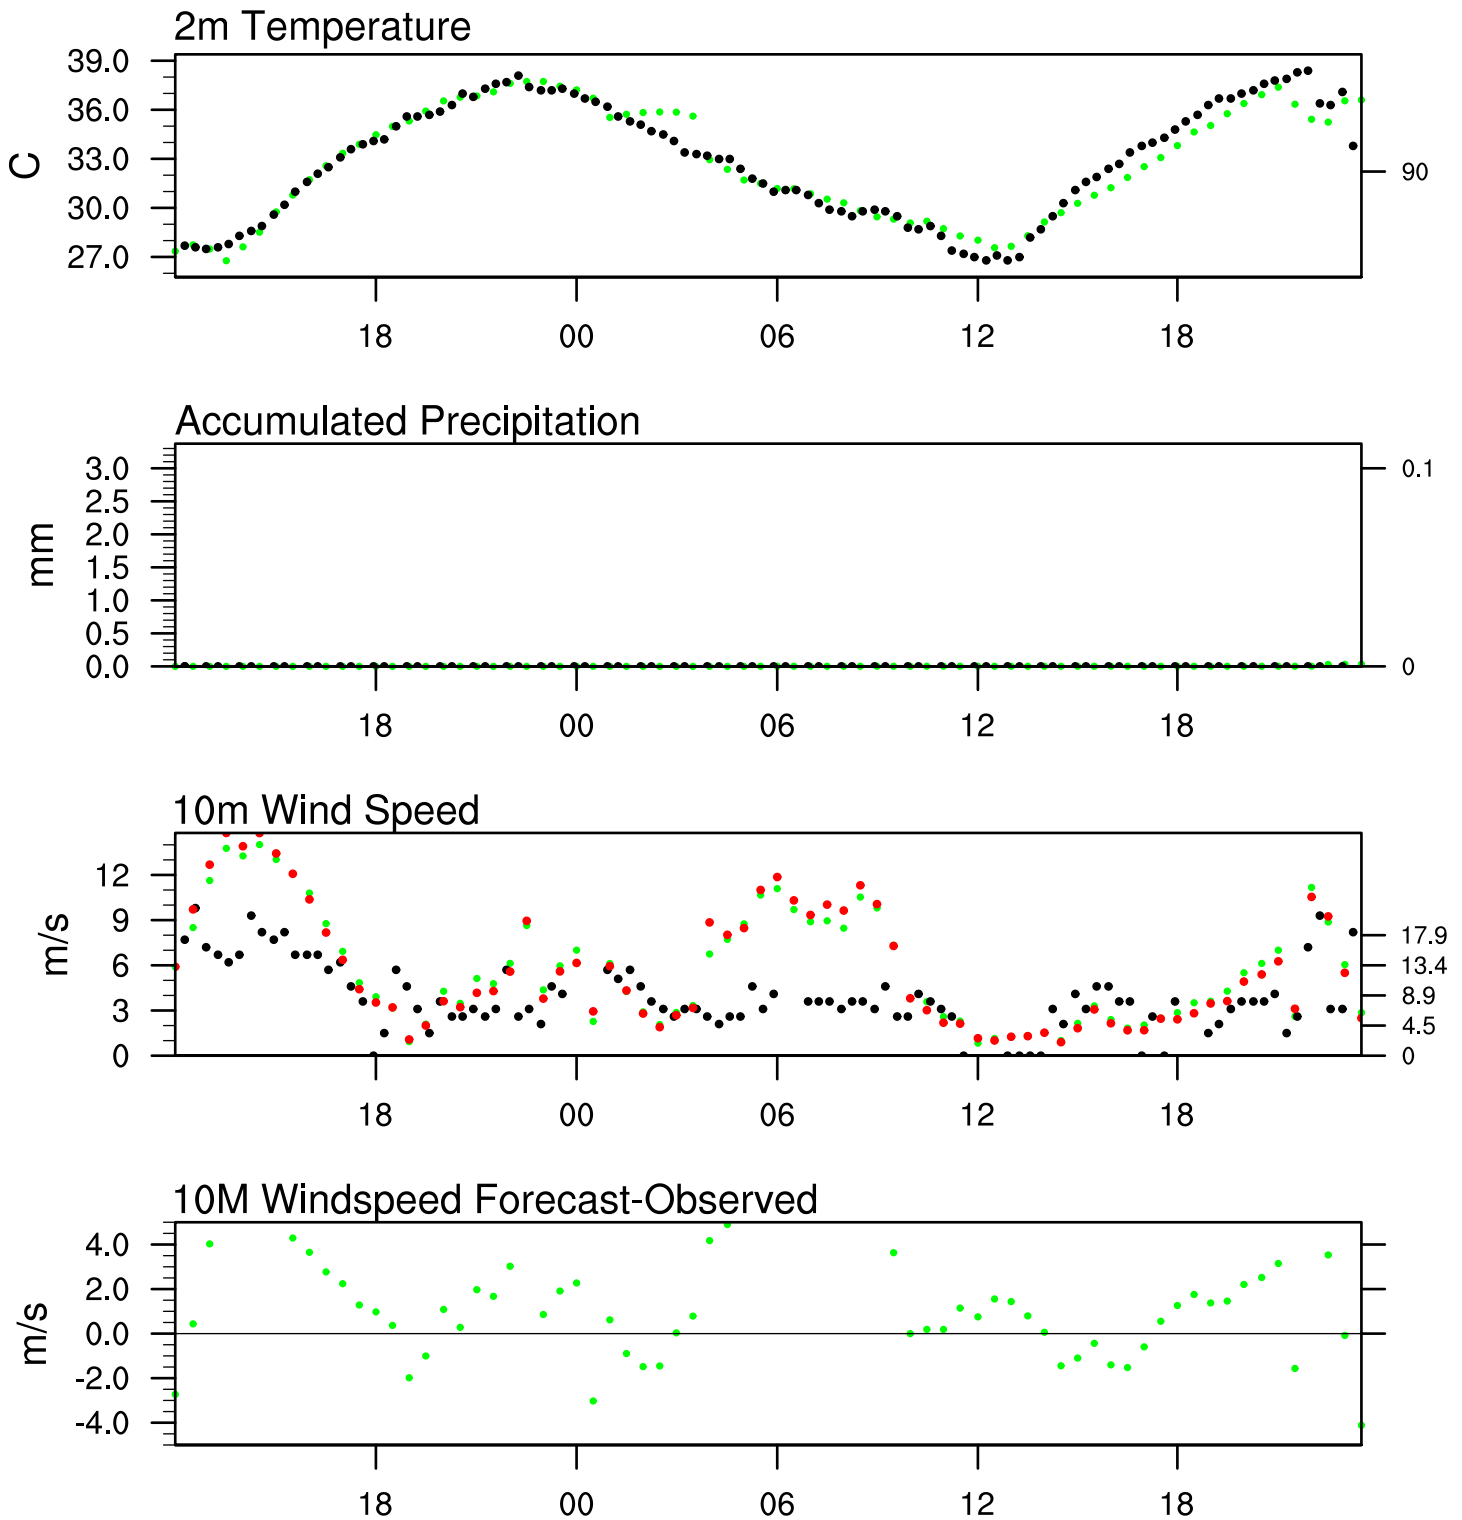 2m Temperature
39.0
36.0
33.0
30.0
27.0
C
90
18 00 06 12 18
Accumulated Precipitation
3.0
2.5
2.0
1.5
1.0
0.5
0.0
mm
0.1
0
18 00 06 12 18
10m Wind Speed
12
9
6
3
0
m/s
17.9
13.4
8.9
4.5
0
18 00 06 12 18
10M Windspeed Forecast-Observed
4.0
2.0
0.0
-2.0
-4.0
m/s
18 00 06 12 18